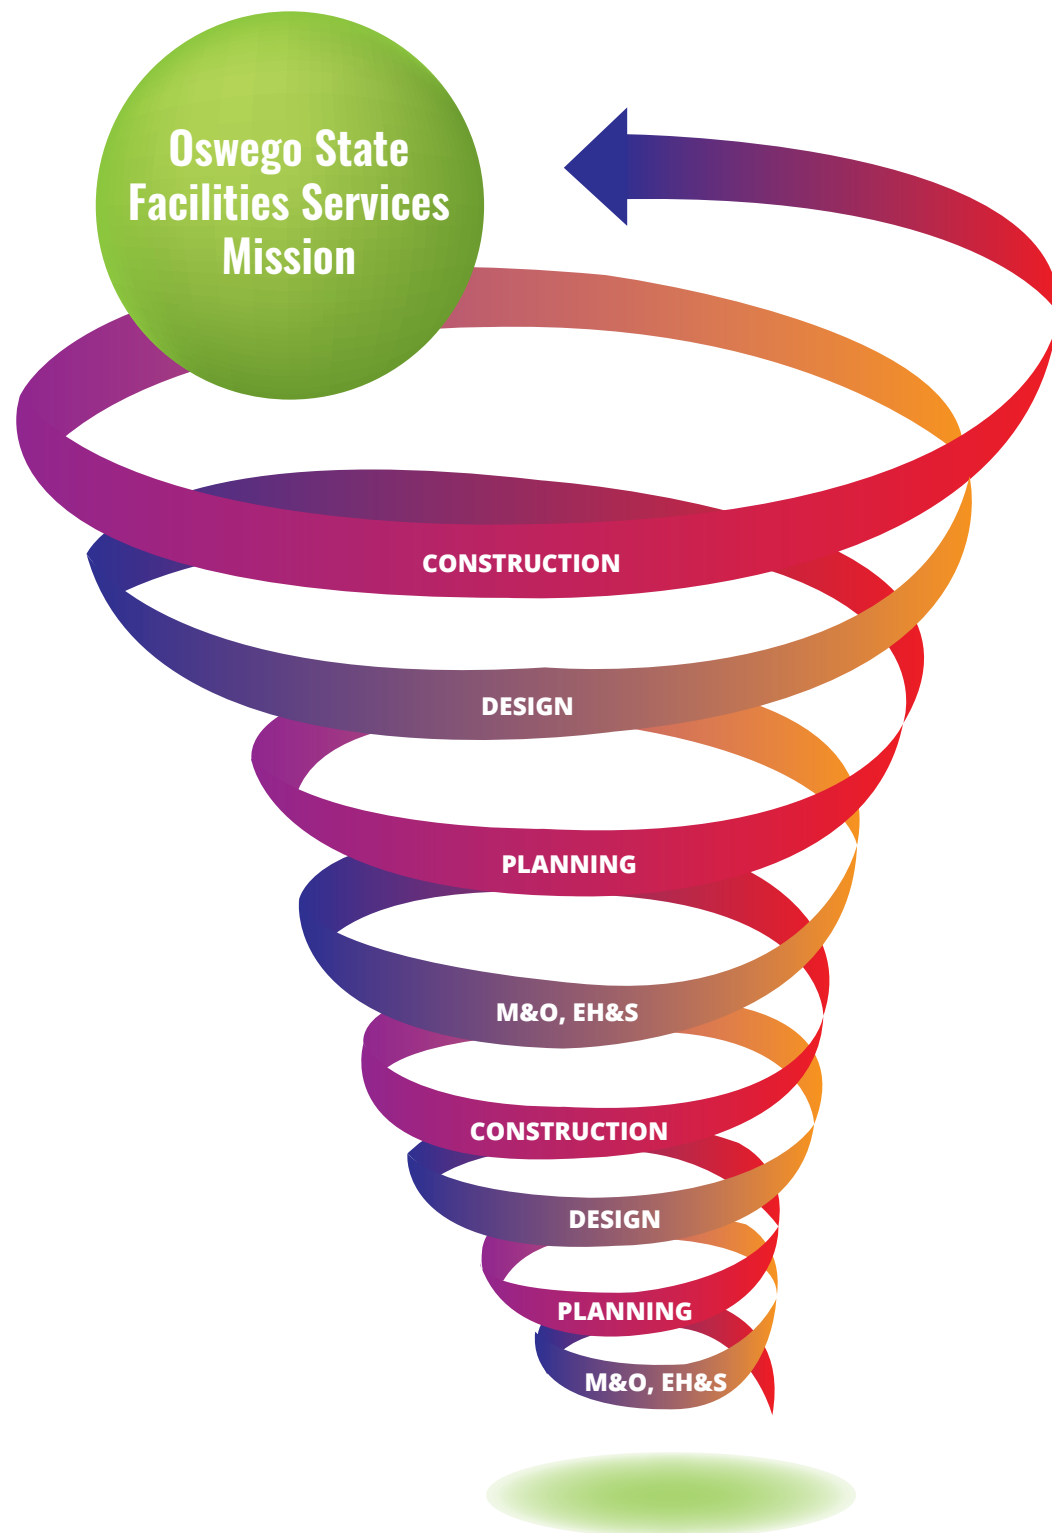 Oswego State
Facilities Services
Mission
CONSTRUCTION
DESIGN
PLANNING
M&O, EH&S
CONSTRUCTION
DESIGN
PLANNING
M&O, EH&S